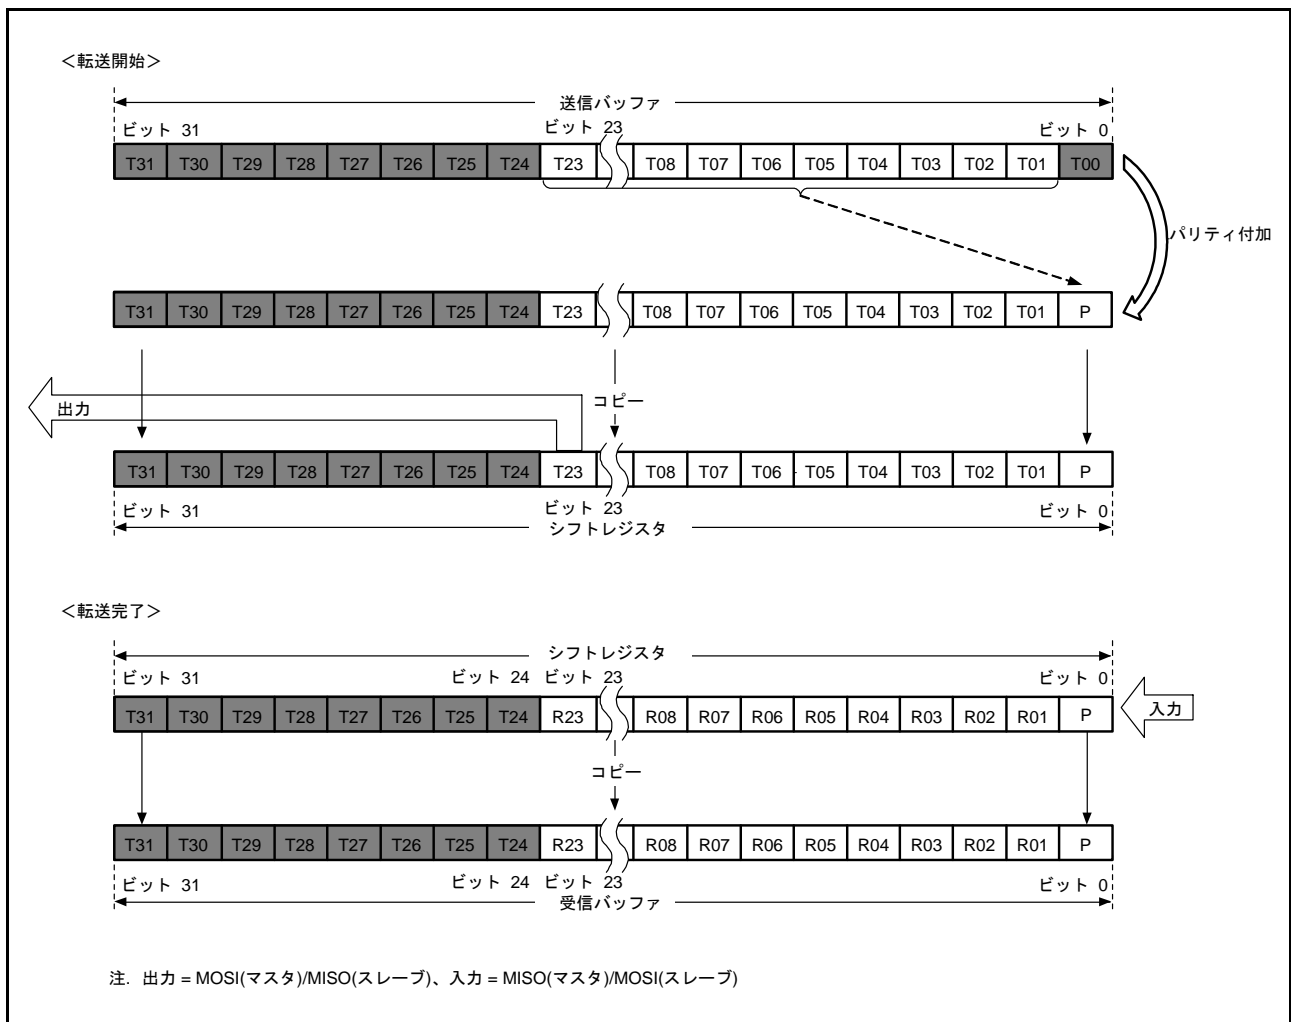 ＜転送開始＞
送信バッファ
ビット 31 ビット 23 ビット 0
T31 T30 T29 T28 T27 T26 T25 T24 T23 T08 T07 T06 T05 T04 T03 T02 T01 T00
パリティ付加
T31 T30 T29 T28 T27 T26 T25 T24 T23 T08 T07 T06 T05 T04 T03 T02 T01 P
コピー
出力
T31 T30 T29 T28 T27 T26 T25 T24 T23 T08 T07 T06 T05 T04 T03 T02 T01 P
ビット 31 ビット 23 ビット 0
シフトレジスタ
＜転送完了＞
シフトレジスタ
ビット 31 ビット 24 ビット 23 ビット 0
T31 T30 T29 T28 T27 T26 T25 T24 R23 R08 R07 R06 R05 R04 R03 R02 R01 P 入力
コピー
T31 T30 T29 T28 T27 T26 T25 T24 R23 R08 R07 R06 R05 R04 R03 R02 R01 P
ビット 31 ビット 24 ビット 23 ビット 0
受信バッファ
注. 出力 = MOSI(マスタ)/MISO(スレーブ)、入力 = MISO(マスタ)/MOSI(スレーブ)